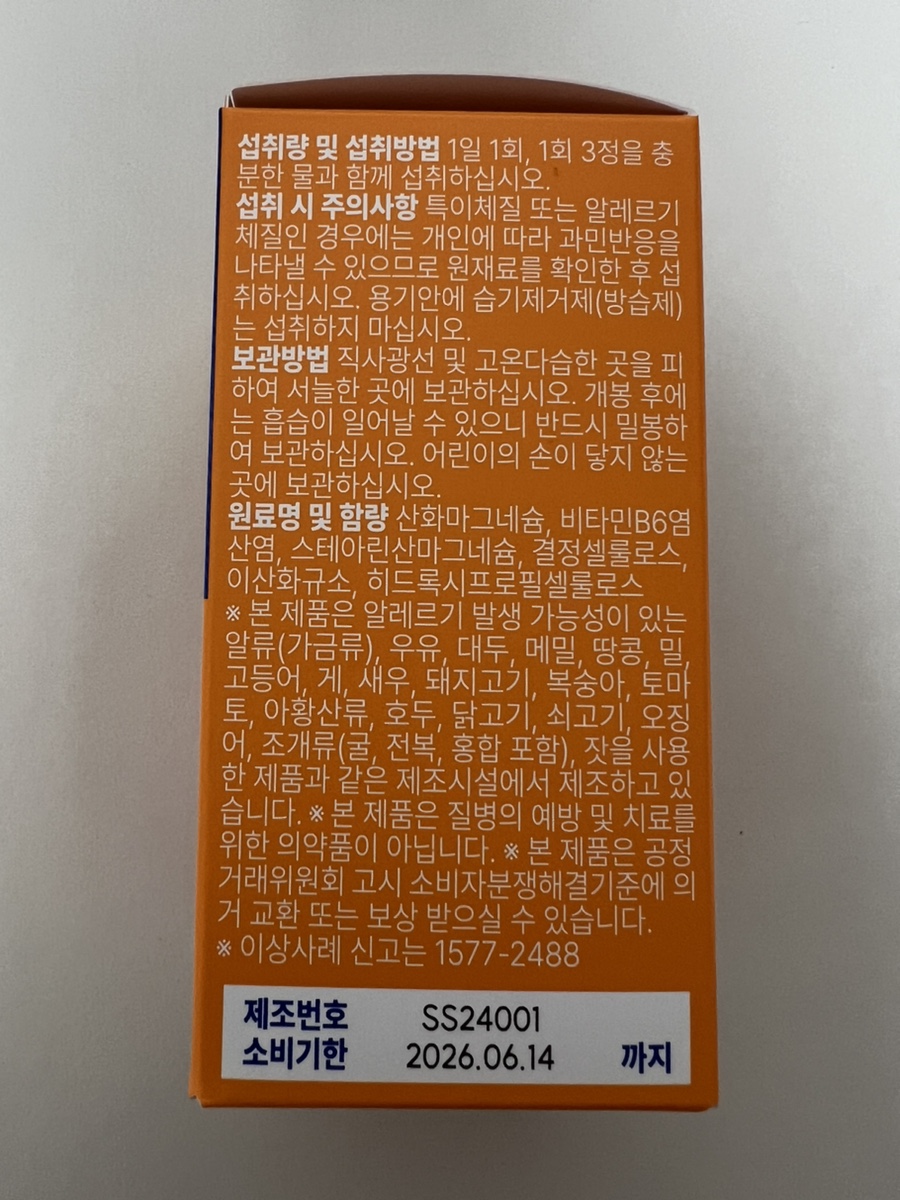 섭취량 및 섭취방법 1일 1회, 1회 3정을 충
분한 물과 함께 섭취하십시오.
섭취 시 주의사항 특이체질 또는 알레르기
체질인 경우에는 개인에 따라 과민반응을
나타낼 수 있으므로 원재료를 확인한 후 섭
취하십시오. 용기안에 습기제거제(방습제)
는 섭취하지 마십시오.
보관방법 직사광선 및 고온다습한 곳을 피
하여 서늘한 곳에 보관하십시오. 개봉 후에
는 흡습이 일어날 수 있으니 반드시 밀봉하
여 보관하십시오. 어린이의 손이 닿지 않는
곳에 보관하십시오.
원료명 및 함량 산화마그네슘, 비타민B6염
산염, 스테아린산마그네슘, 결정셀룰로스,
이산화규소, 히드록시프로필셀룰로스
※ 본 제품은 알레르기 발생 가능성이 있는
알류(가금류), 우유, 대두, 메밀, 땅콩, 밀,
고등어, 게, 새우, 돼지고기, 복숭아, 토마
토, 아황산류, 호두, 닭고기, 쇠고기, 오징
어, 조개류(굴, 전복, 홍합 포함), 잣을 사용
한 제품과 같은 제조시설에서 제조하고 있
습니다. ※ 본 제품은 질병의 예방 및 치료를
위한 의약품이 아닙니다. ※ 본 제품은 공정
거래위원회 고시 소비자분쟁해결기준에 의
거 교환 또는 보상 받으실 수 있습니다.
※ 이상사례 신고는 1577-2488
제조번호 SS24001
소비기한 2026.06.14 까지